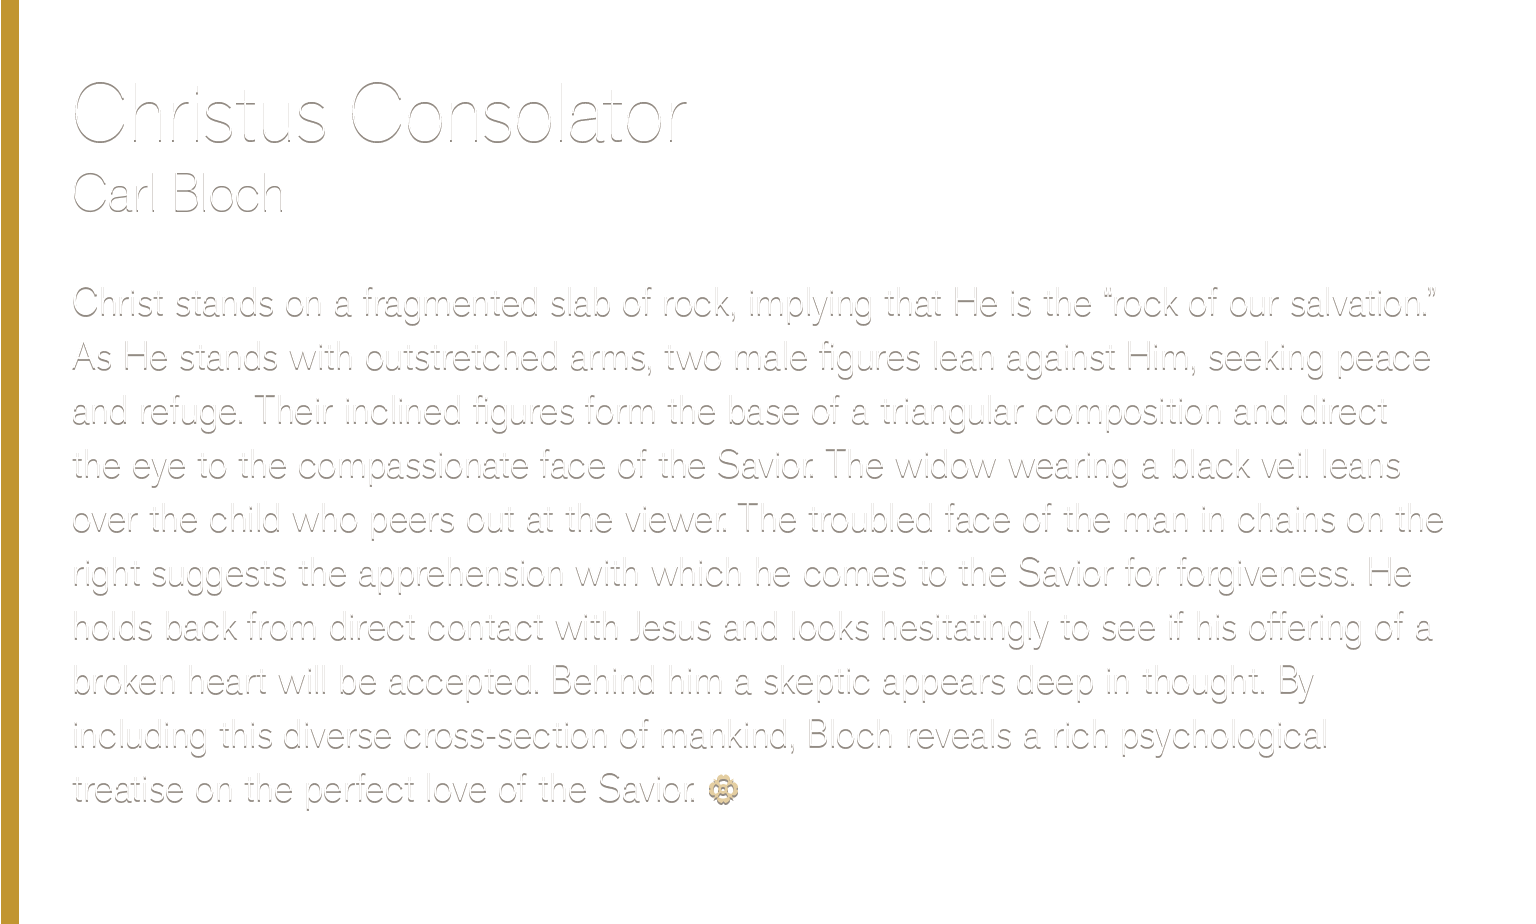 Christus Consolator
Carl Bloch
Christ stands on a fragmented slab of rock, implying that He is the “rock of our salvation.”
As He stands with outstretched arms, two male figures lean against Him, seeking peace
and refuge. Their inclined figures form the base of a triangular composition and direct
the eye to the compassionate face of the Savior. The widow wearing a black veil leans
over the child who peers out at the viewer. The troubled face of the man in chains on the
right suggests the apprehension with which he comes to the Savior for forgiveness. He
holds back from direct contact with Jesus and looks hesitatingly to see if his offering of a
broken heart will be accepted. Behind him a skeptic appears deep in thought. By
including this diverse cross-section of mankind, Bloch reveals a rich psychological
treatise on the perfect love of the Savior.